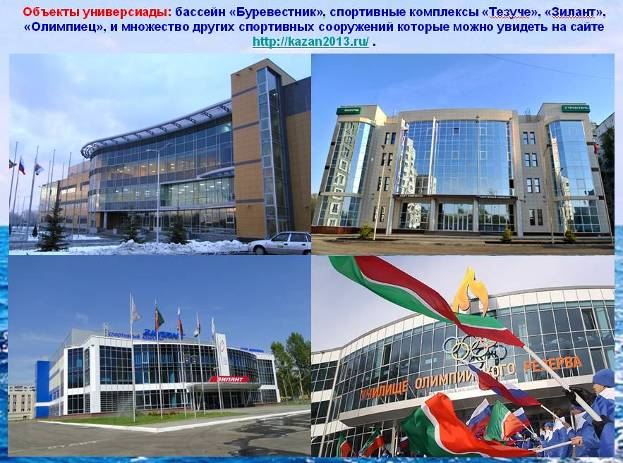 Объекты универсиады: бассейн «Буревестник», спортивные комплексы «Тезуче», «Зилант»,
«Олимпиец», и множество других спортивных сооружений которые можно увидеть на сайте
http://kazan2013.ru/ .
ЗИЛАНТ
УЧИЛИЩЕ ОЛИМПИЙСКОГО РЕЗЕРВА